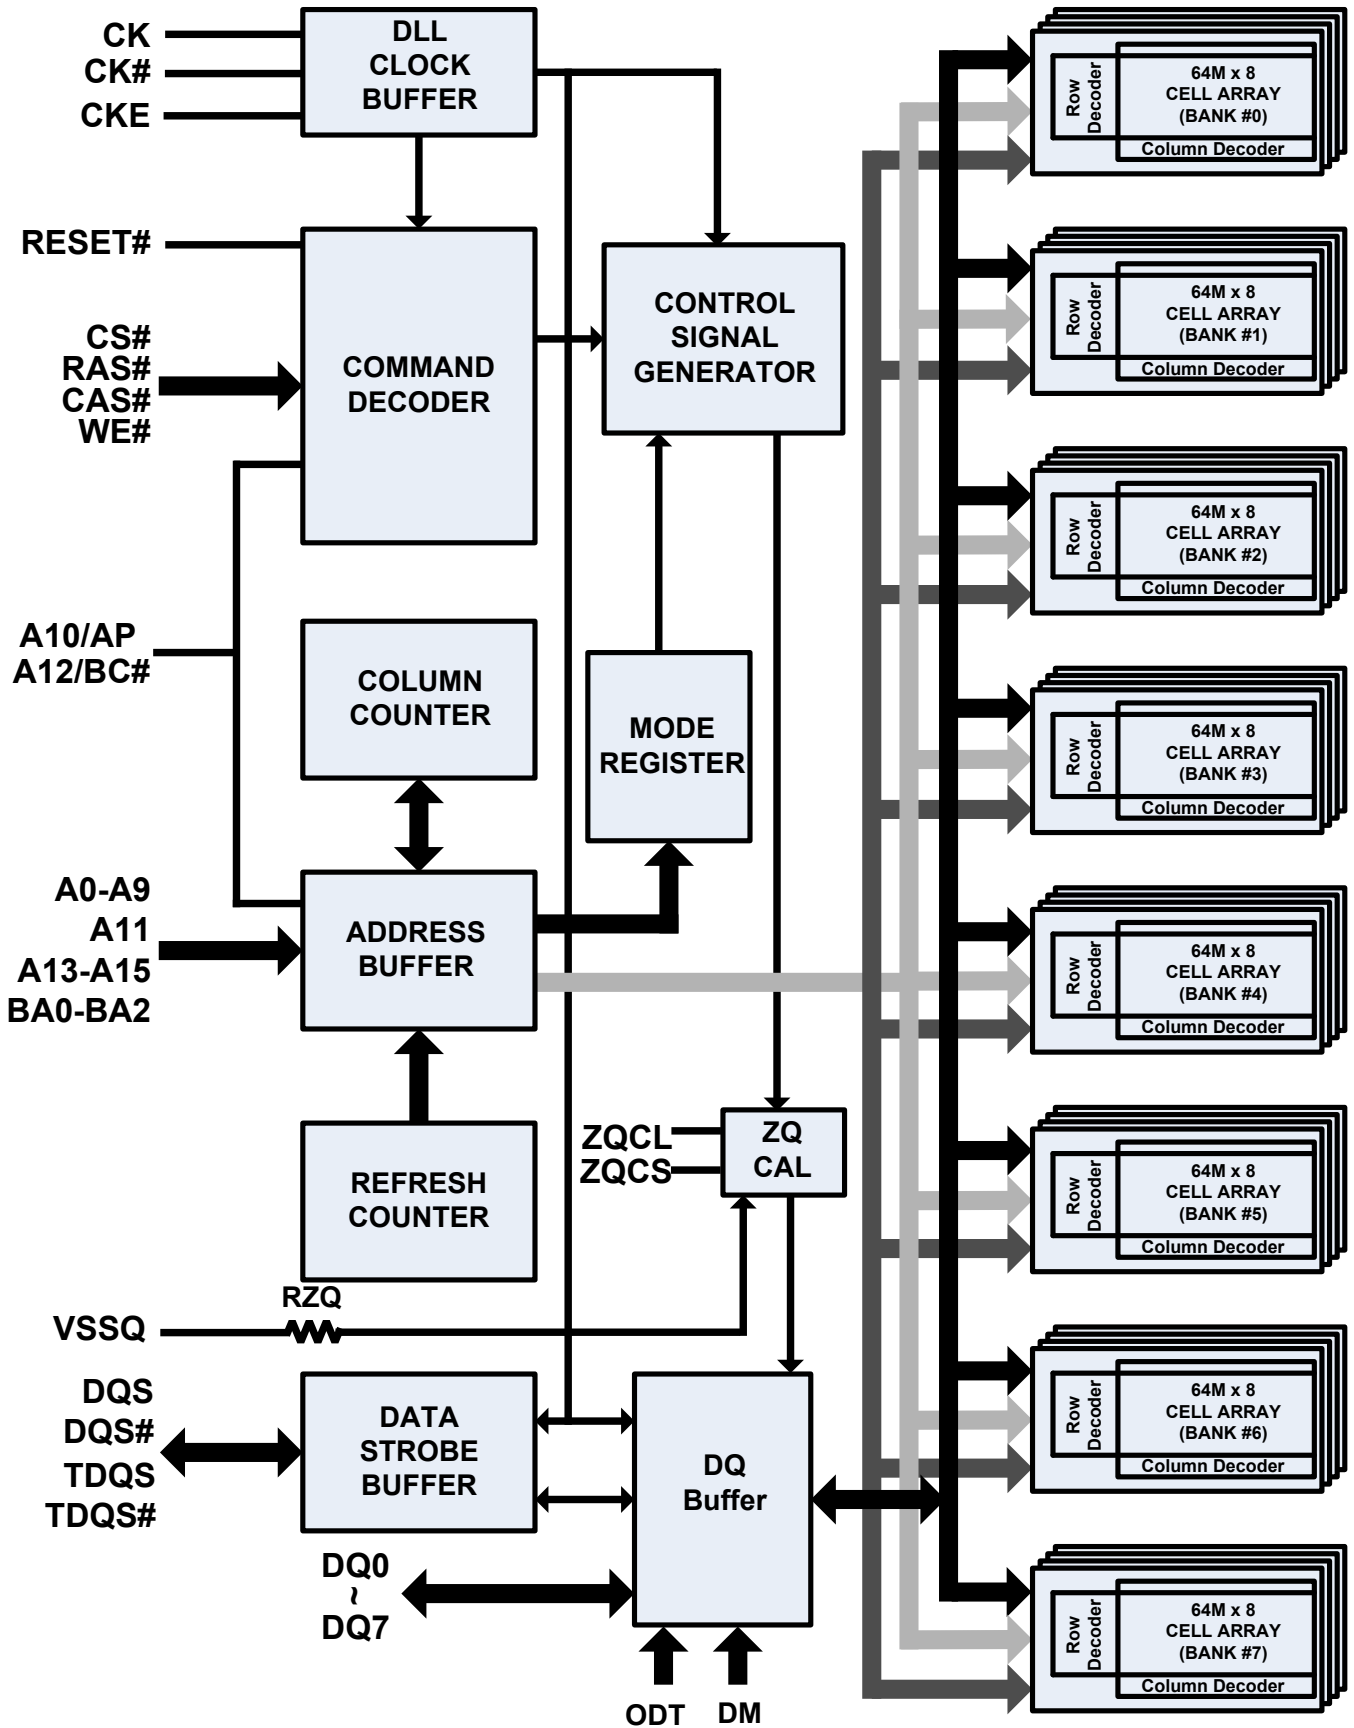 CK
CK#
CKE
DLL
CLOCK
BUFFER
RESET#
CS#
RAS#
CAS#
WE#
COMMAND
DECODER
CONTROL
SIGNAL
GENERATOR
A10/AP
A12/BC#
COLUMN
COUNTER
MODE
REGISTER
A0-A9
A11
A13-A15
BA0-BA2
ADDRESS
BUFFER
REFRESH
COUNTER
ZQCL
ZQCS
ZQ
CAL
RZQ
VSSQ
DQS
DQS#
TDQS
TDQS#
DATA
STROBE
BUFFER
DQ
Buffer
DQ0
~
DQ7
ODT
DM
Row
Decoder
64M x 8
CELL ARRAY
(BANK #0)
Column Decoder
Row
Decoder
64M x 8
CELL ARRAY
(BANK #1)
Column Decoder
Row
Decoder
64M x 8
CELL ARRAY
(BANK #2)
Column Decoder
Row
Decoder
64M x 8
CELL ARRAY
(BANK #3)
Column Decoder
Row
Decoder
64M x 8
CELL ARRAY
(BANK #4)
Column Decoder
Row
Decoder
64M x 8
CELL ARRAY
(BANK #5)
Column Decoder
Row
Decoder
64M x 8
CELL ARRAY
(BANK #6)
Column Decoder
Row
Decoder
64M x 8
CELL ARRAY
(BANK #7)
Column Decoder